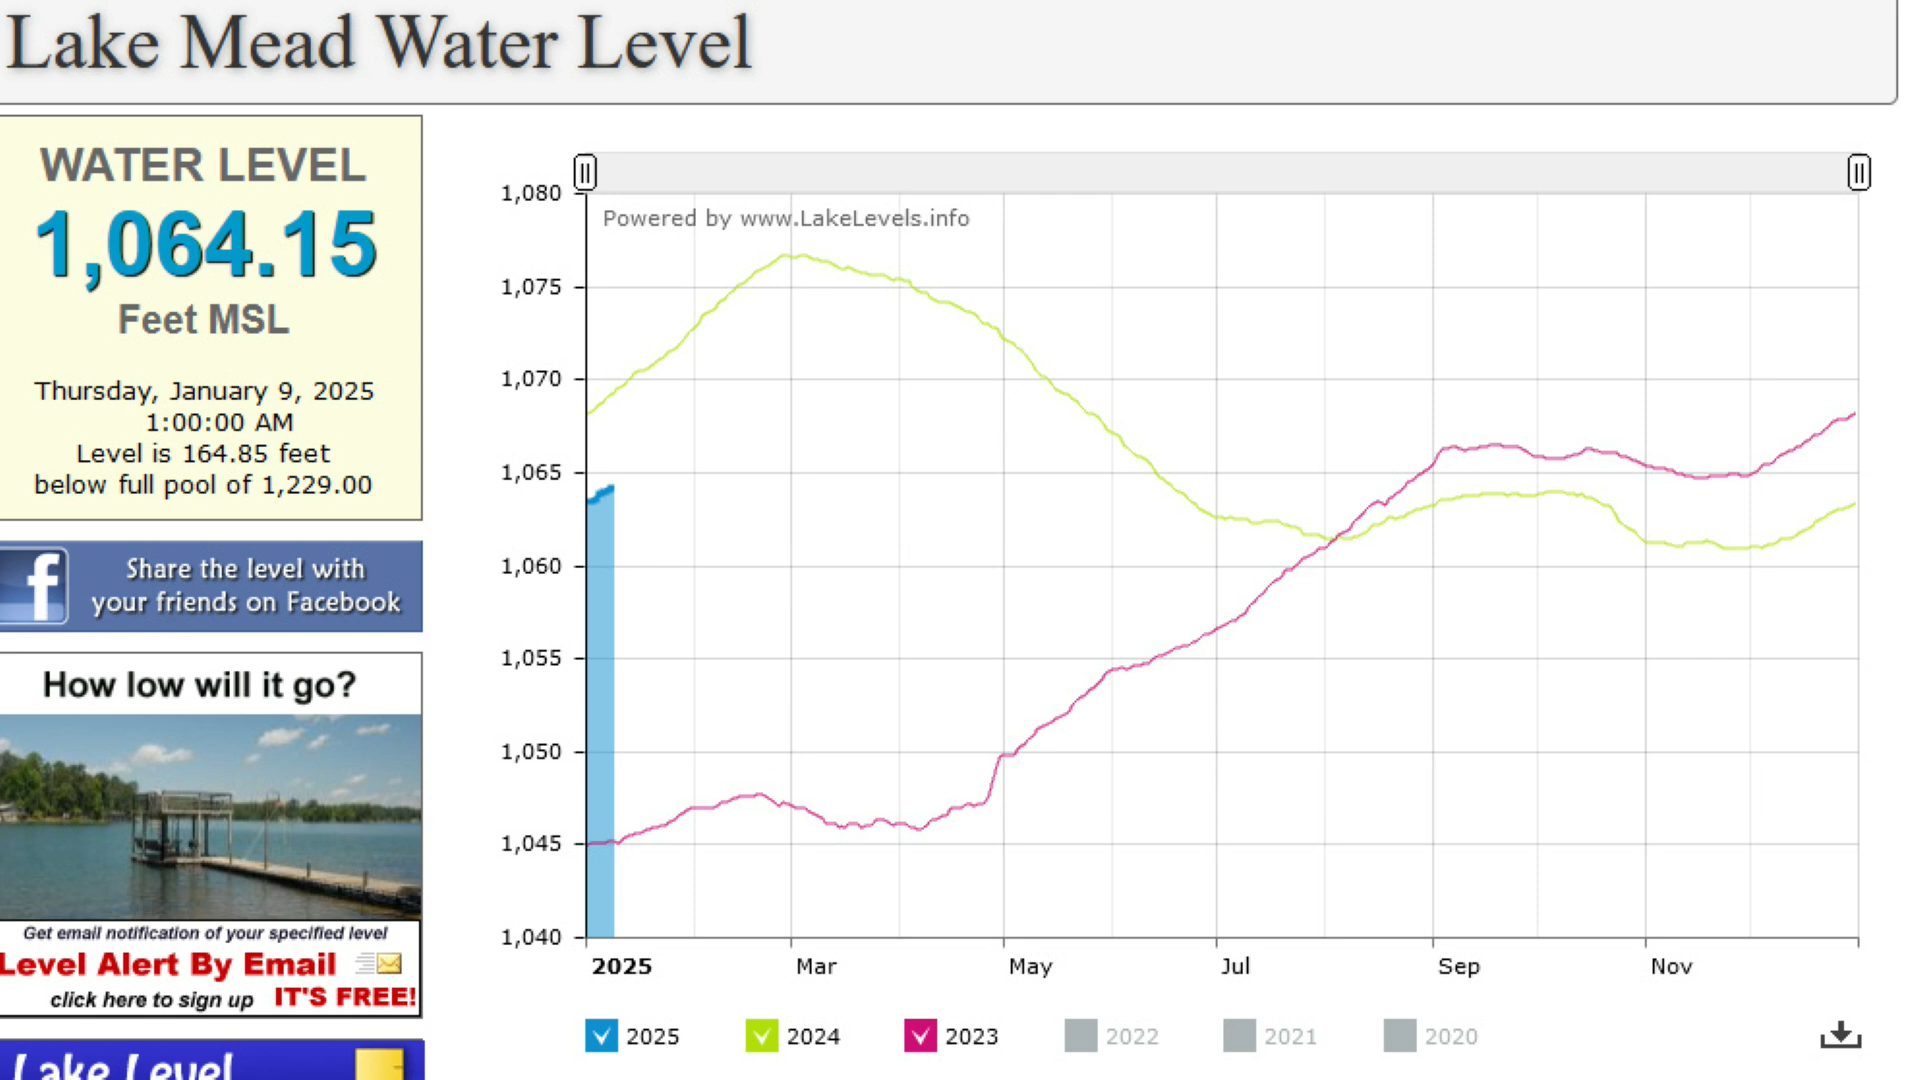 Lake Mead Water Level
WATER LEVEL
1,064.15
Feet MSL
Thursday, January 9, 2025
1:00:00 AM
Level is 164.85 feet
below full pool of 1,229.00
f
Share the level with
your friends on Facebook
How low will it go?
Get email notification of your specified level
Level Alert By Email
click here to sign up IT'S FREE!
Lake Level
Powered by www.LakeLevels.info
1,080
1,075
1,070
1,065
1,060
1,055
1,050
1,045
1,040
2025 Mar May Jul Sep Nov
2025 2024 2023 2022 2021 2020